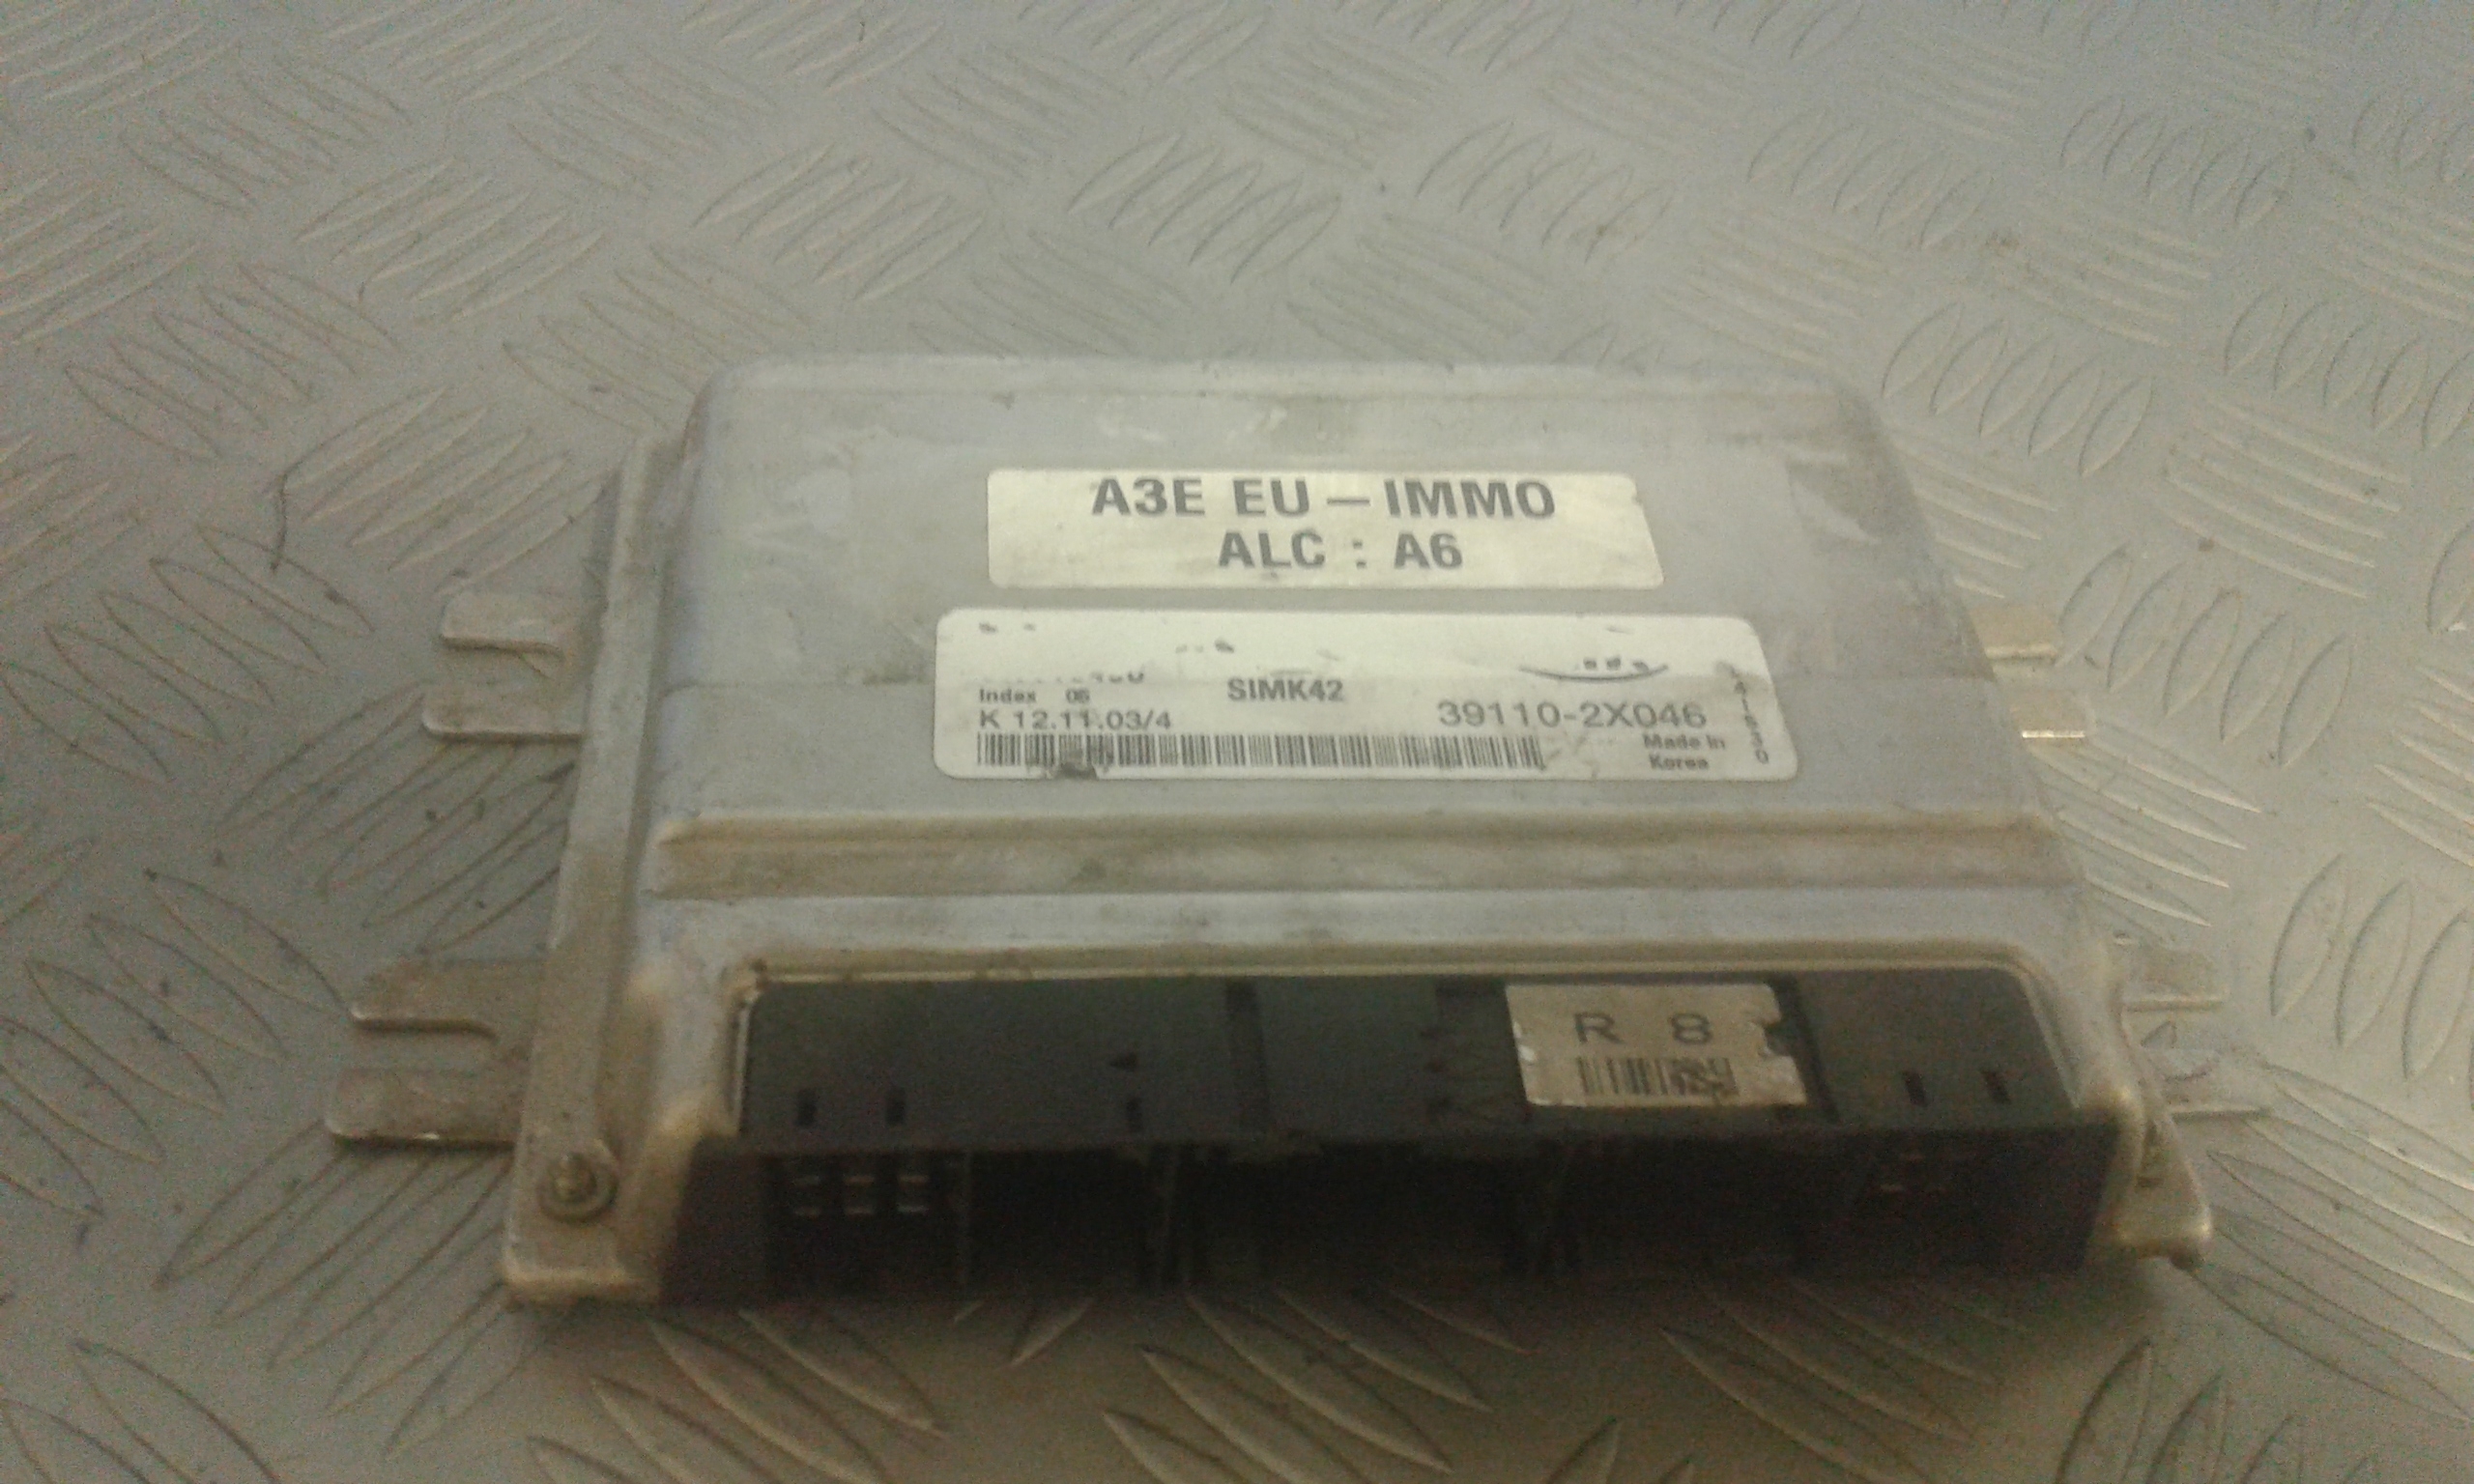 A3E EU – IMMO
ALC : A6
Index 06
SIMK42
K 12.11.03/4
39110-2X046
Made in
Korea
R 8